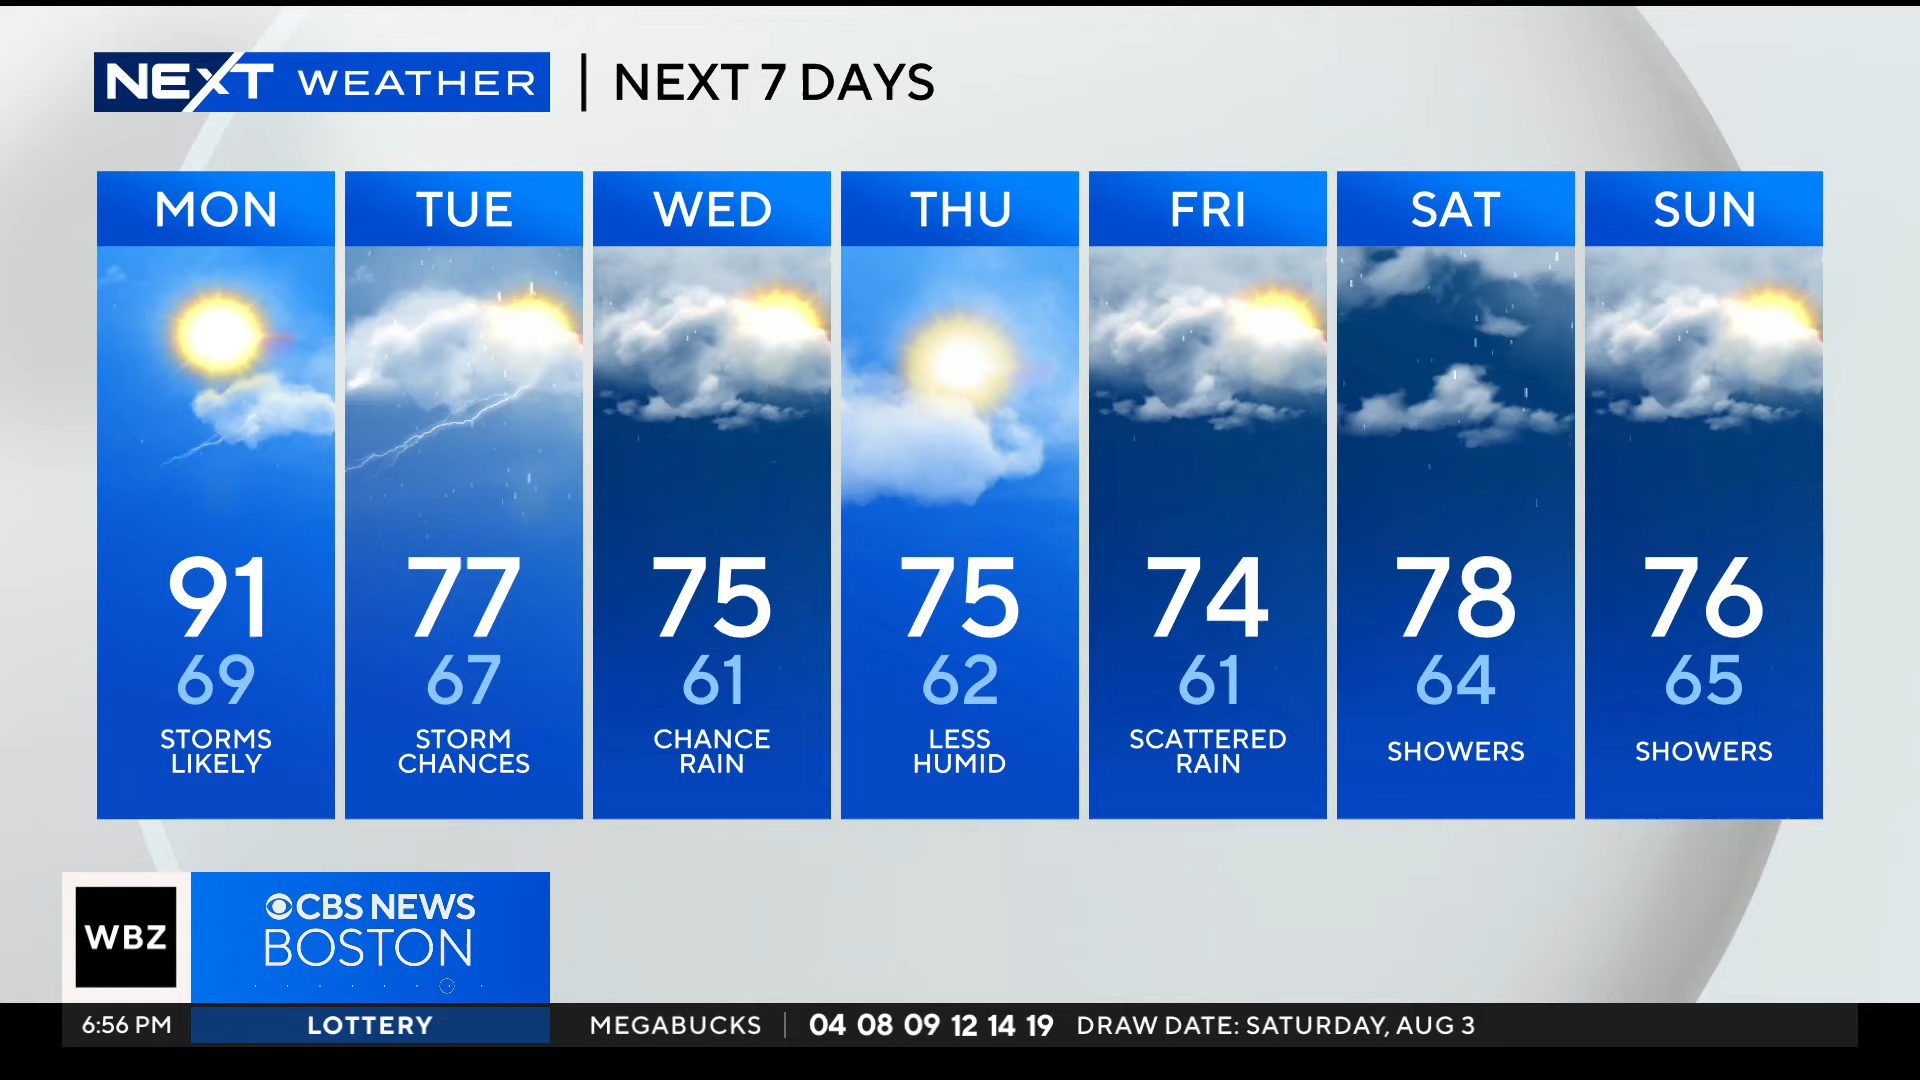 NEXT WEATHER | NEXT 7 DAYS
MON TUE WED THU FRI SAT SUN
91 77 75 75 74 78 76
69 67 61 62 61 64 65
STORMS LIKELY
STORM CHANCES
CHANCE RAIN
LESS HUMID
SCATTERED RAIN
SHOWERS
SHOWERS
WBZ
CBS NEWS
BOSTON
6:56 PM LOTTERY MEGABUCKS | 04 08 09 12 14 19 DRAW DATE: SATURDAY, AUG 3